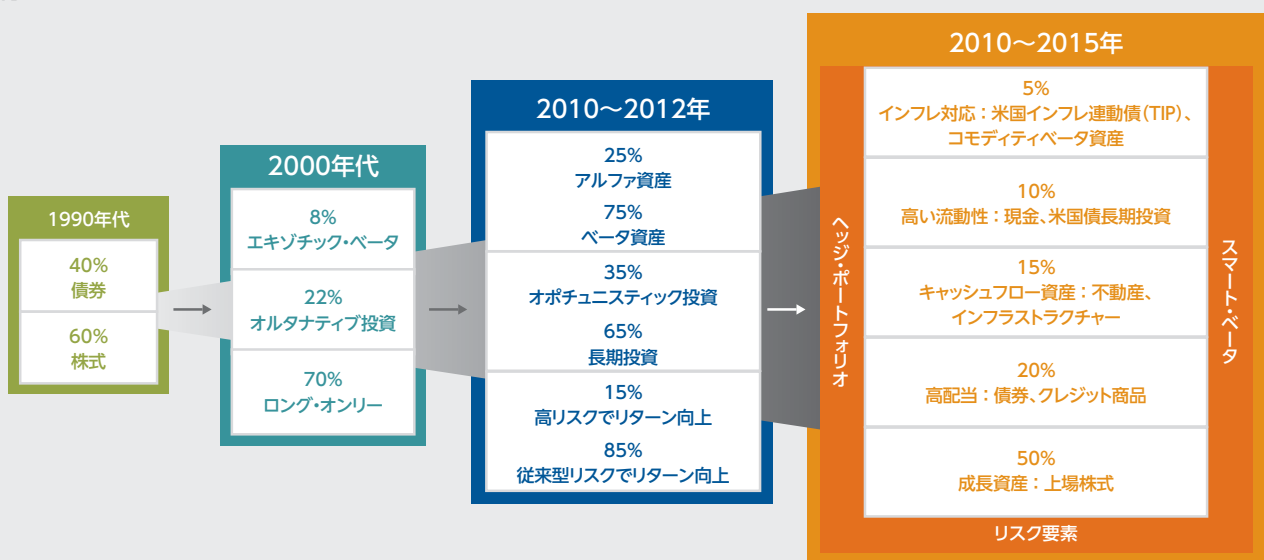 1990年代
40%
債券
60%
株式
2000年代
8%
エキゾチック・ベータ
22%
オルタナティブ投資
70%
ロング・オンリー
2010～2012年
25%
アルファ資産
75%
ベータ資産
35%
オポチュニスティック投資
65%
長期投資
15%
高リスクでリターン向上
85%
従来型リスクでリターン向上
2010～2015年
ヘッジ・ポートフォリオ
5%
インフレ対応：米国インフレ連動債（TIP）、
コモディティベータ資産
10%
高い流動性：現金、米国債長期投資
15%
キャッシュフロー資産：不動産、
インフラストラクチャー
20%
高配当：債券、クレジット商品
50%
成長資産：上場株式
スマート・ベータ
リスク要素